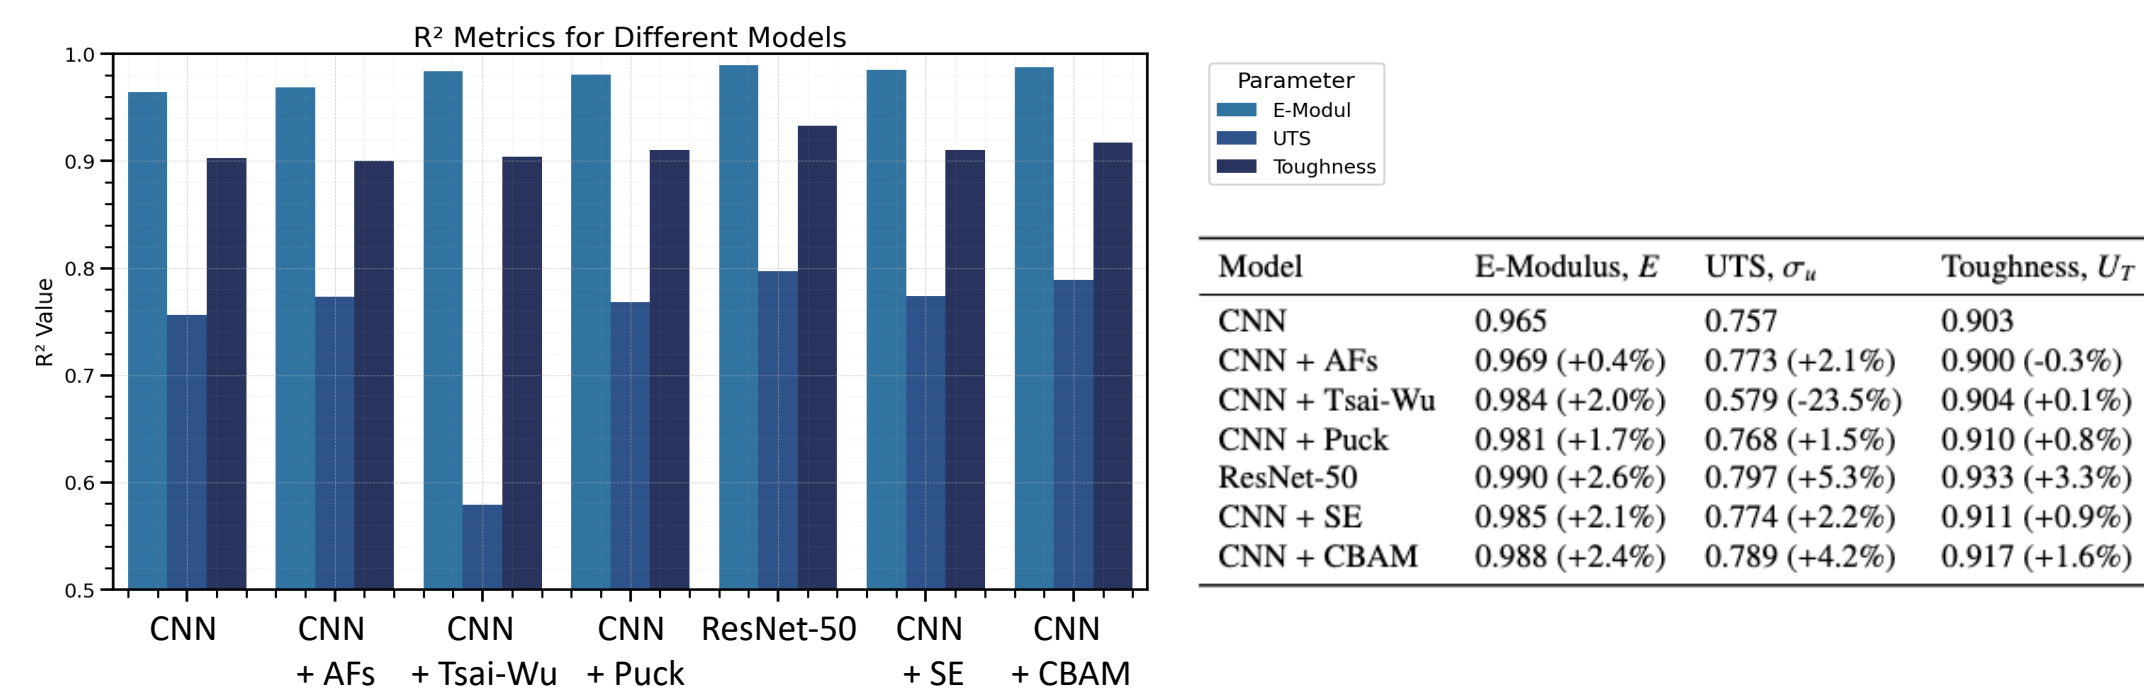 R² Metrics for Different Models
1.0
0.9
0.8
0.7
0.6
0.5
R² Value
CNN
CNN + AFs
CNN + Tsai-Wu
CNN + Puck
ResNet-50
CNN + SE
CNN + CBAM
Parameter
E-Modul
UTS
Toughness
Model E-Modulus, E UTS, σu Toughness, UT
CNN 0.965 0.757 0.903
CNN + AFs 0.969 (+0.4%) 0.773 (+2.1%) 0.900 (-0.3%)
CNN + Tsai-Wu 0.984 (+2.0%) 0.579 (-23.5%) 0.904 (+0.1%)
CNN + Puck 0.981 (+1.7%) 0.768 (+1.5%) 0.910 (+0.8%)
ResNet-50 0.990 (+2.6%) 0.797 (+5.3%) 0.933 (+3.3%)
CNN + SE 0.985 (+2.1%) 0.774 (+2.2%) 0.911 (+0.9%)
CNN + CBAM 0.988 (+2.4%) 0.789 (+4.2%) 0.917 (+1.6%)